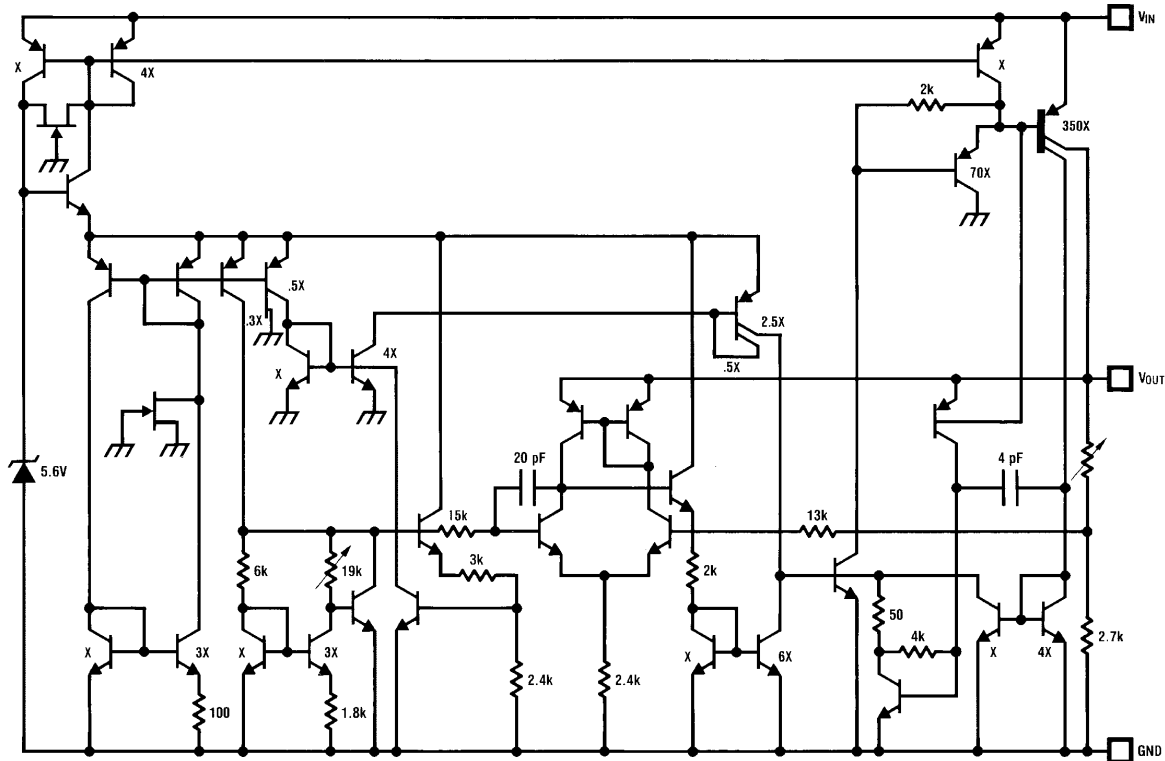 VIN
X
4X
X
2k
350X
70X
.5X
.3X
2.5X
4X
X
.5X
VOUT
5.6V
20 pF
4 pF
15k
13k
3k
6k
19k
2k
50
4k
X
3X
X
3X
X
6X
X
4X
2.7k
100
1.8k
2.4k
2.4k
GND